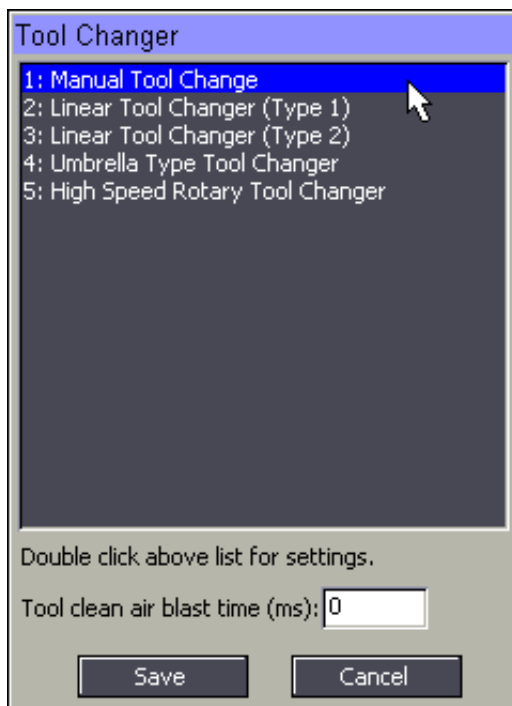 Tool Changer
1: Manual Tool Change
2: Linear Tool Changer (Type 1)
3: Linear Tool Changer (Type 2)
4: Umbrella Type Tool Changer
5: High Speed Rotary Tool Changer
Double click above list for settings.
Tool clean air blast time (ms): 0
Save Cancel